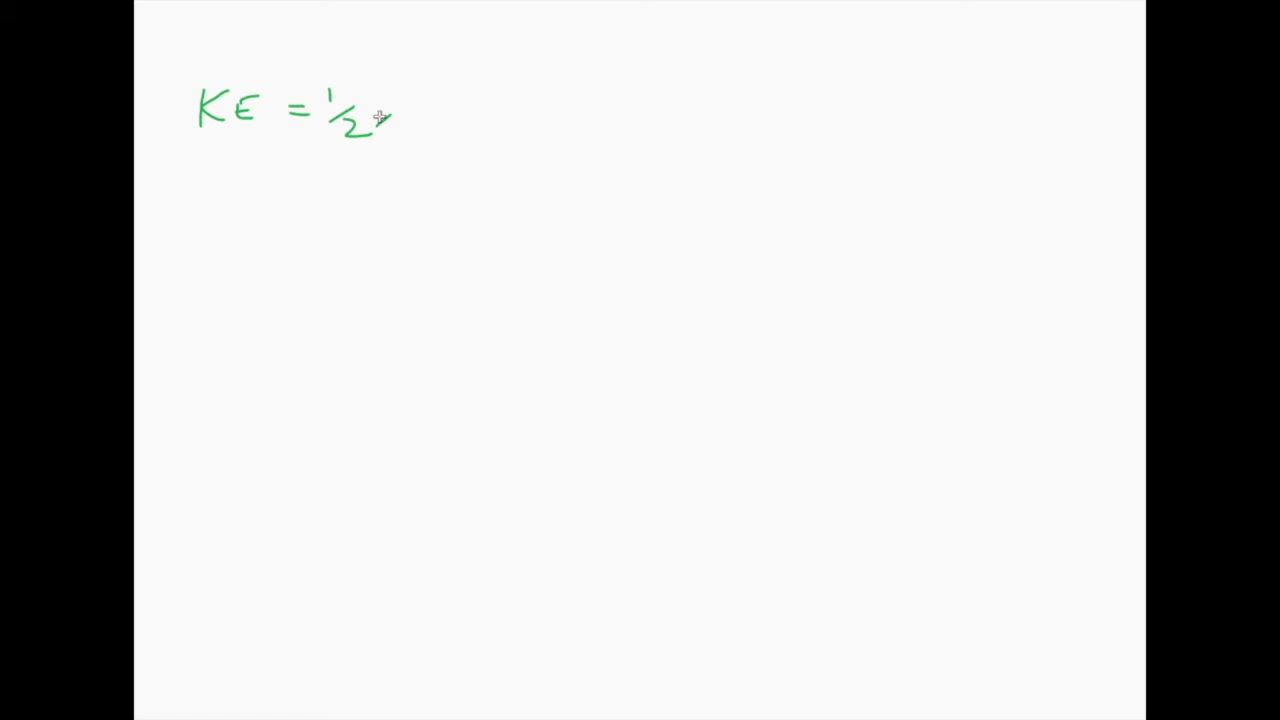 KE = 1/2